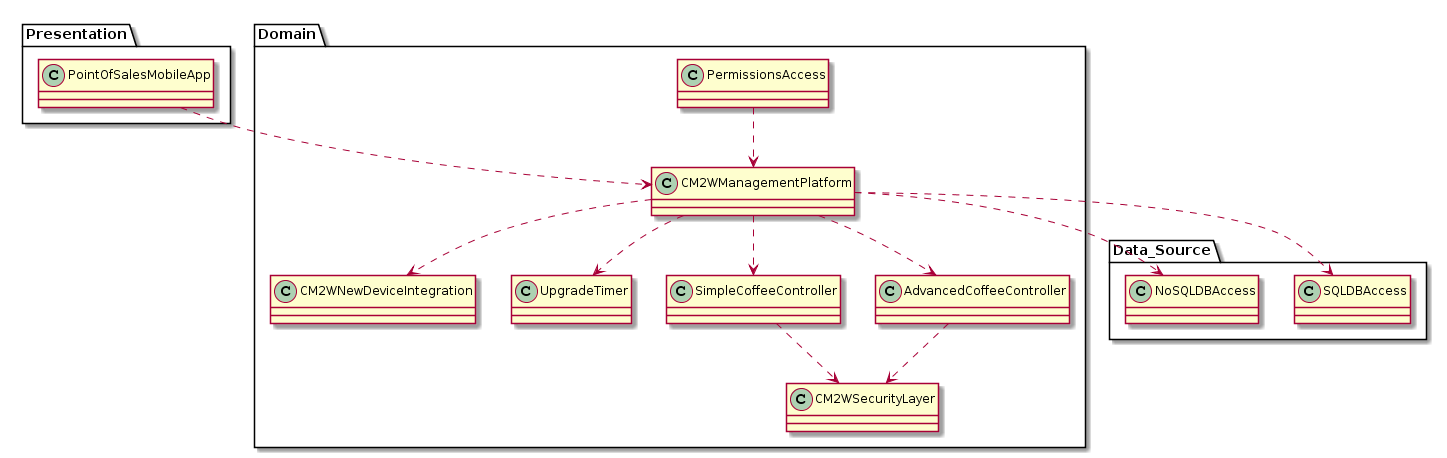 Presentation
Domain
C PointOfSalesMobileApp
C PermissionsAccess
C CM2WManagementPlatform
Data_Source
C CM2WNewDeviceIntegration
C UpgradeTimer
C SimpleCoffeeController
C AdvancedCoffeeController
C NoSQLDBAccess
C SQLDBAccess
C CM2WSecurityLayer